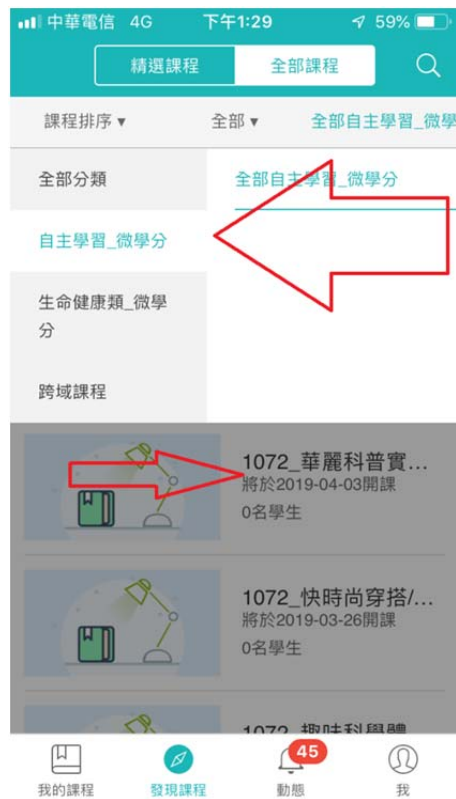 中華電信 4G 下午1:29 59%
精選課程 全部課程
課程排序▼ 全部▼ 全部自主學習_微學
全部分類 全部自主學習_微學分
自主學習_微學分
生命健康類_微學
分
跨域課程
1072_華麗科普實...
將於2019-04-03開課
0名學生
1072_快時尚穿搭/...
將於2019-03-26開課
0名學生
1072_趣味科學體
45
我的課程 發現課程 動態 我